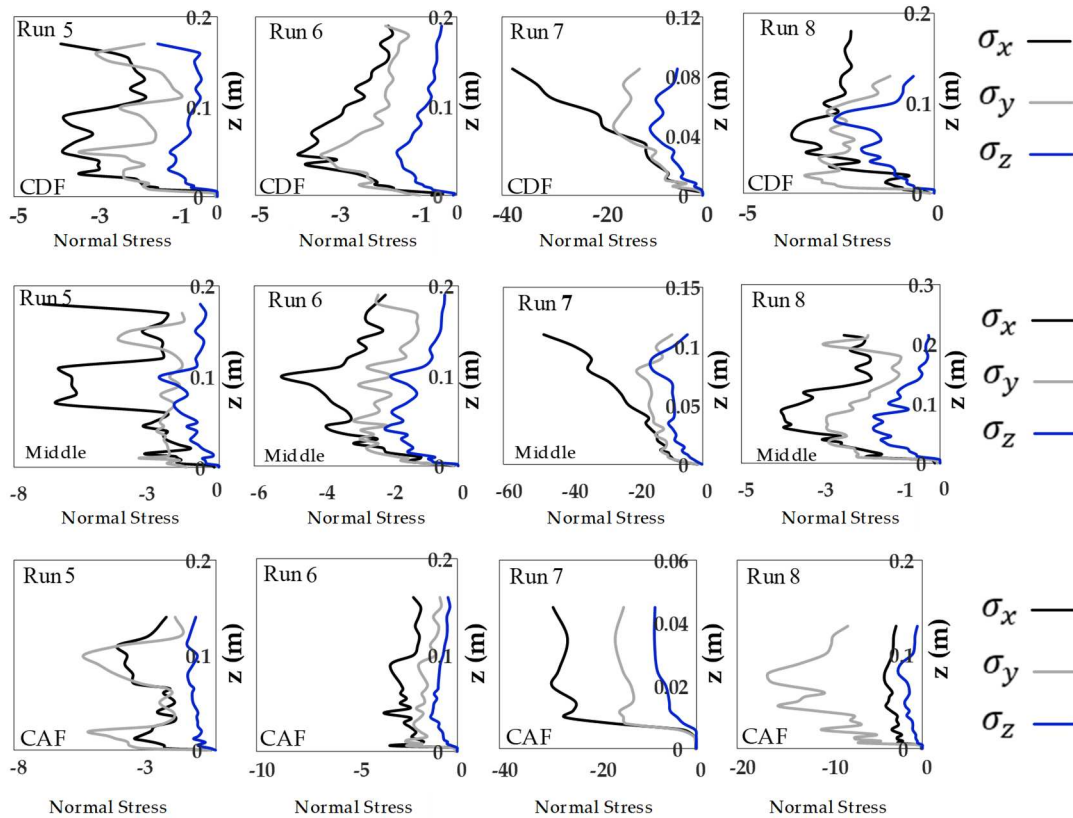 0.2
Run 5
z (m)
0.1
CDF
0
-5 -3 -1
Normal Stress
0.2
Run 6
z (m)
0.1
CDF
0
-5 -3 -1
Normal Stress
0.12
Run 7
z (m)
0.08
0.04
CDF
0
-40 -20 0
Normal Stress
0.2
Run 8
z (m)
0.1
CDF
0
-5 0
Normal Stress
σx
σy
σz
0.2
Run 5
z (m)
0.1
Middle
0
-8 -3
Normal Stress
0.2
Run 6
z (m)
0.1
Middle
0
-6 -4 -2 0
Normal Stress
0.15
Run 7
z (m)
0.1
0.05
Middle
0
-60 -40 -20 0
Normal Stress
0.3
Run 8
z (m)
0.2
0.1
Middle
0
-5 -3 -1
Normal Stress
σx
σy
σz
0.2
Run 5
z (m)
0.1
CAF
0
-8 -3
Normal Stress
0.2
Run 6
z (m)
0.1
CAF
0
-10 -5 0
Normal Stress
0.06
Run 7
z (m)
0.04
0.02
CAF
0
-40 -20 0
Normal Stress
0.2
Run 8
z (m)
0.1
CAF
0
-20 -10 0
Normal Stress
σx
σy
σz